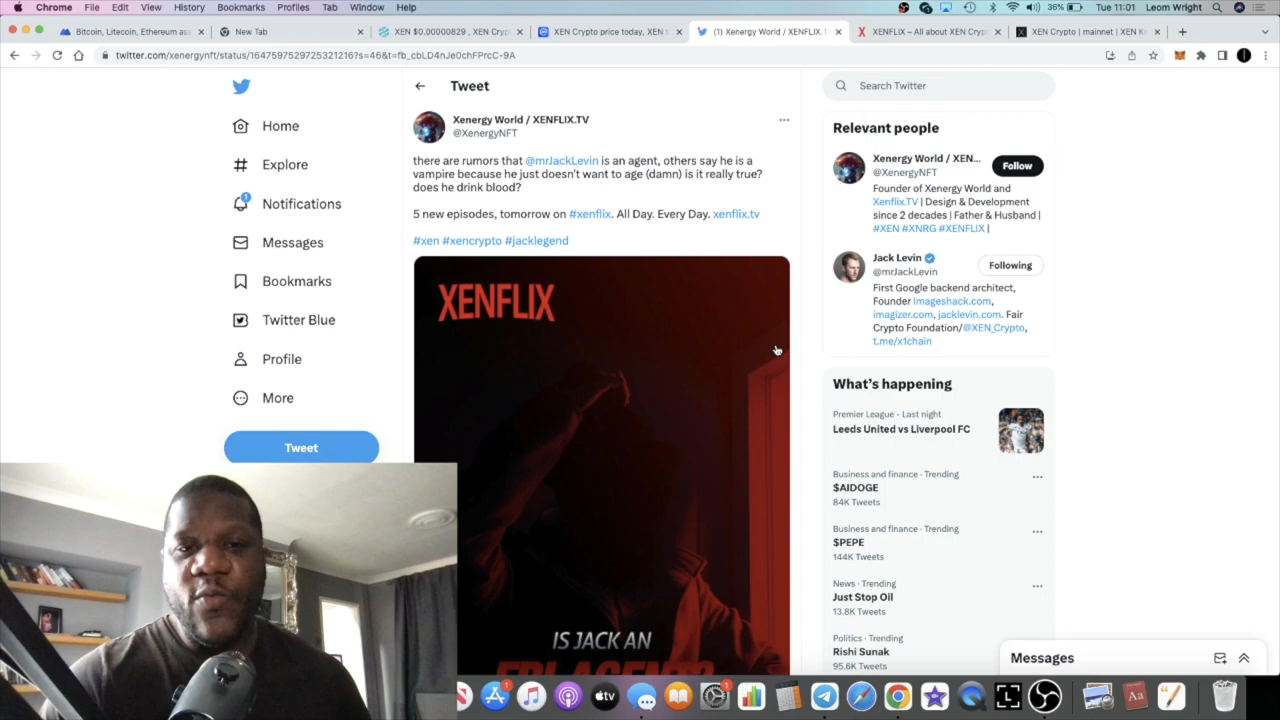 Chrome File Edit View History Bookmarks Profiles Tab Window Help
36% Tue 11:01 Leom Wright
Bitcoin, Litecoin, Ethereum as
New Tab
XEN $0.00000829 , XEN Cryp
XEN Crypto price today, XEN t
(1) Xenergy World / XENFLIX.T
XENFLIX – All about XEN Cryp
XEN Crypto | mainnet | XEN K
twitter.com/xenergynft/status/1647597529725321216?s=46&t=fb_cbLD4nJe0chFPrcC-9A
Home
Explore
1
Notifications
Messages
Bookmarks
Twitter Blue
Profile
More
Tweet
Tweet
Xenergy World / XENFLIX.TV
@XenergyNFT
there are rumors that @mrJackLevin is an agent, others say he is a
vampire because he just doesn't want to age (damn) is it really true?
does he drink blood?
5 new episodes, tomorrow on #xenflix. All Day. Every Day. xenflix.tv
#xen #xencrypto #jacklegend
XENFLIX
IS JACK AN
Search Twitter
Relevant people
Xenergy World / XEN...
@XenergyNFT
Follow
Founder of Xenergy World and
Xenflix.TV | Design & Development
since 2 decades | Father & Husband |
#XEN #XNRG #XENFLIX |
Jack Levin
@mrJackLevin
Following
First Google backend architect,
Founder Imageshack.com,
imagizer.com, jacklevin.com. Fair
Crypto Foundation/@XEN_Crypto,
t.me/x1chain
What's happening
Premier League · Last night
Leeds United vs Liverpool FC
Business and finance · Trending
$AIDOGE
84K Tweets
Business and finance · Trending
$PEPE
144K Tweets
News · Trending
Just Stop Oil
13.8K Tweets
Politics · Trending
Rishi Sunak
95.6K Tweets
Messages
tv
Aa